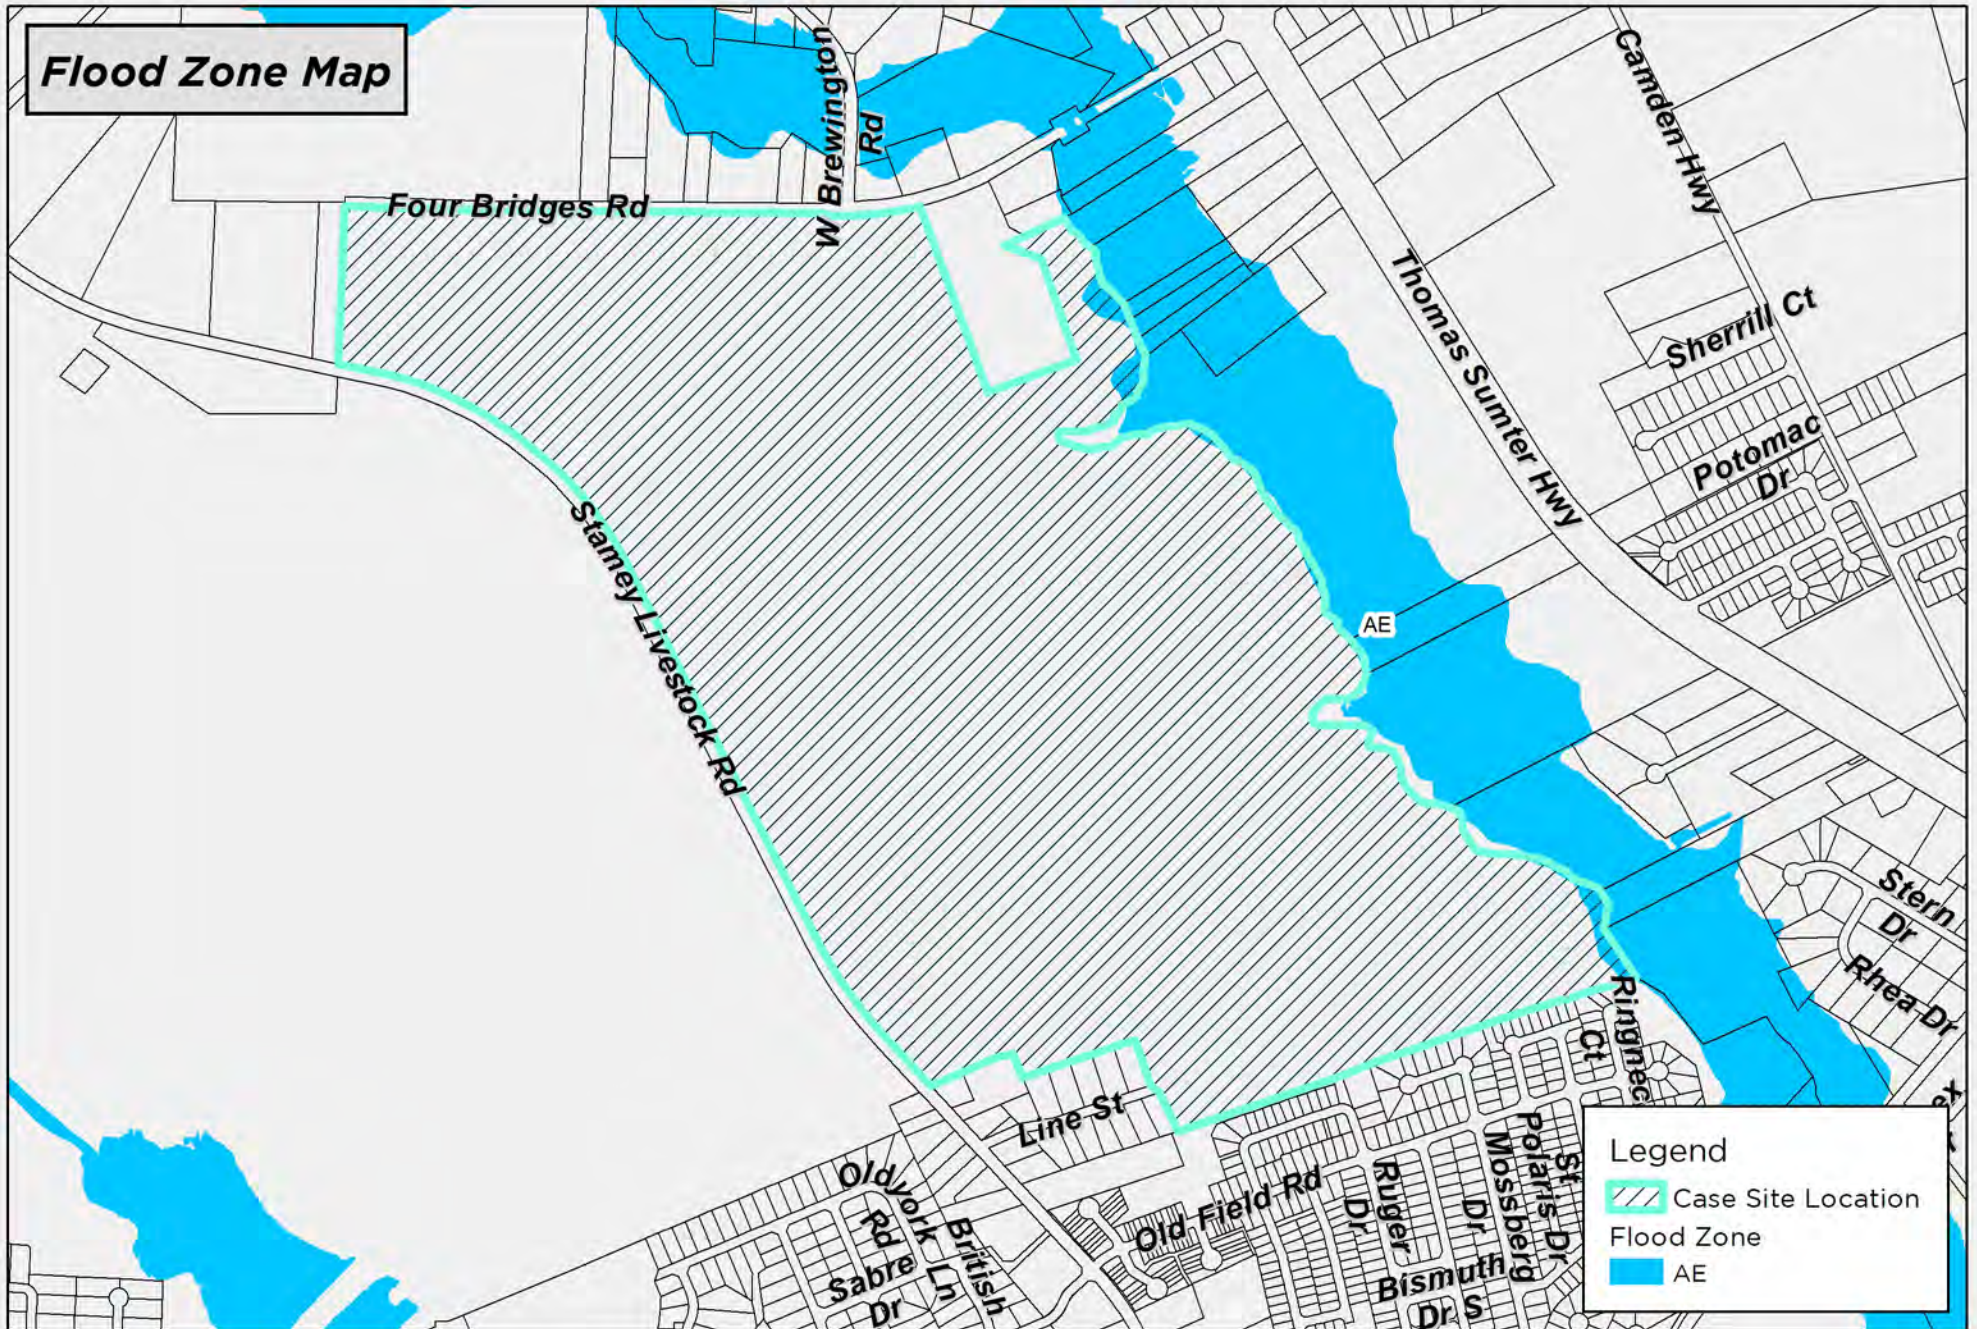 Flood Zone Map
W Brewington
Rd
Camden Hwy
Four Bridges Rd
Thomas Sumter Hwy
Sherrill Ct
Potomac
Dr
Stamey Livestock Rd
AE
Stern
Dr
Rhea Dr
Ringnec
Ct
Line St
Old Field Rd
Oldyork
Rd
Sabre
Dr
British
Ln
Ruger
Dr
Mossberg
Dr
Polaris Dr
St
Bismuth
Dr S
Legend
Case Site Location
Flood Zone
AE